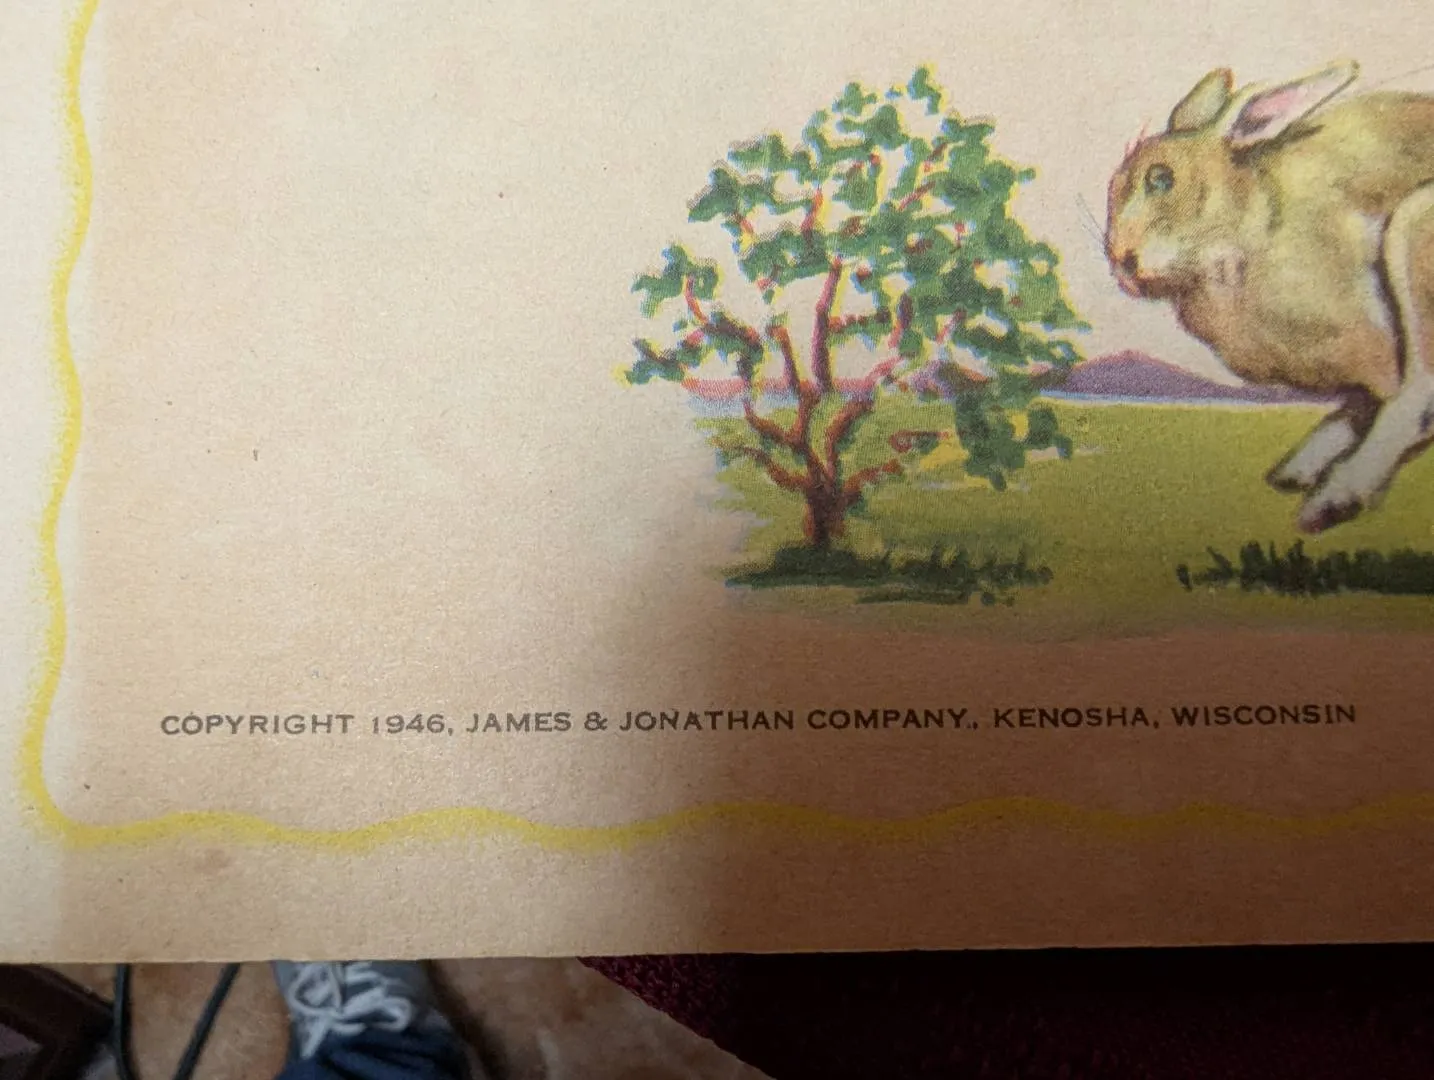 COPYRIGHT 1946, JAMES & JONATHAN COMPANY., KENOSHA, WISCONSIN